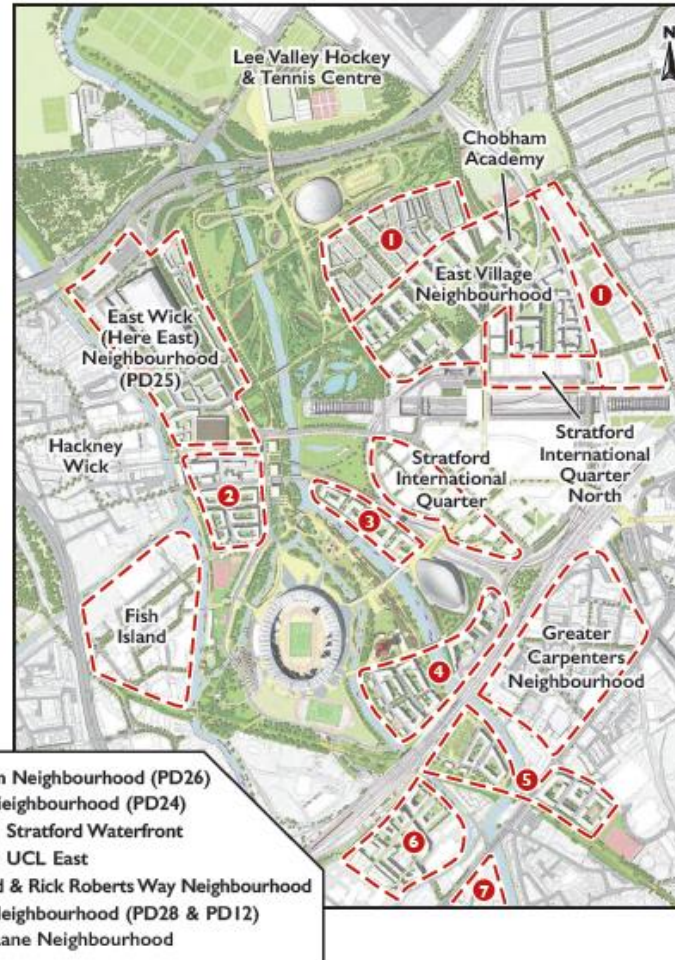 N
Lee Valley Hockey
& Tennis Centre
Chobham
Academy
1
East Village
Neighbourhood
1
East Wick
(Here East)
Neighbourhood
(PD25)
Hackney
Wick
Stratford
International
Quarter
Stratford
International
Quarter
North
2
3
Fish
Island
Greater
Carpenters
Neighbourhood
4
5
6
7
Neighbourhood (PD26)
Neighbourhood (PD24)
Stratford Waterfront
UCL East
& Rick Roberts Way Neighbourhood
Neighbourhood (PD28 & PD12)
Lane Neighbourhood